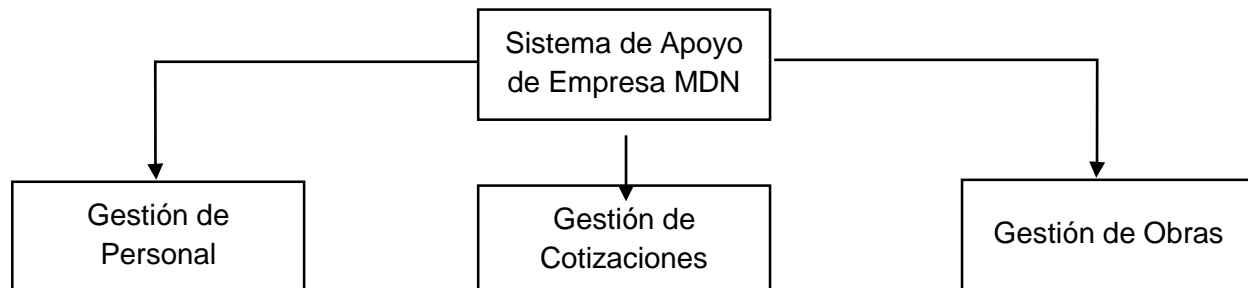 Sistema de Apoyo
de Empresa MDN
Gestión de
Personal
Gestión de
Cotizaciones
Gestión de Obras